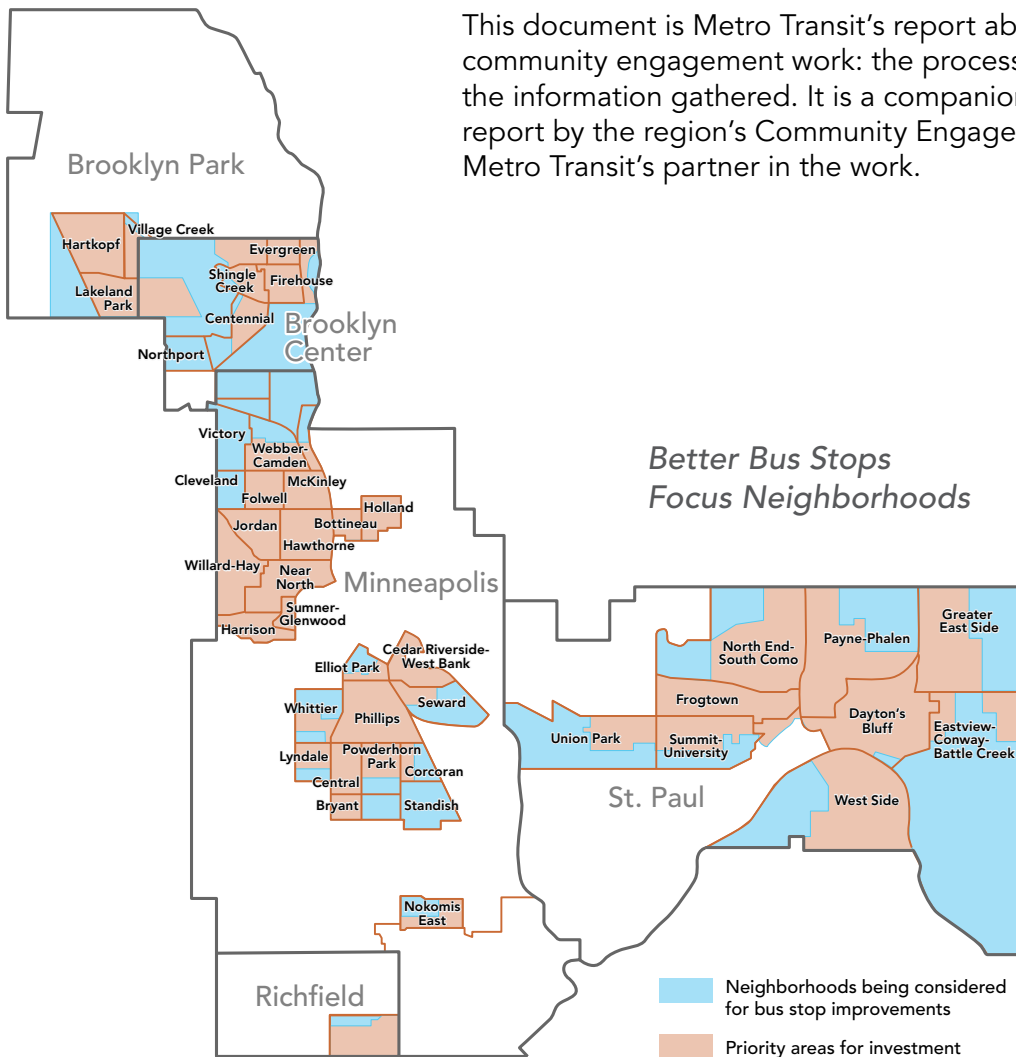 This document is Metro Transit’s report ab
community engagement work: the process
the information gathered. It is a companion
report by the region’s Community Engage
Metro Transit’s partner in the work.
Brooklyn Park
Village Creek
Hartkopf
Evergreen
Shingle
Creek
Firehouse
Lakeland
Park
Centennial
Brooklyn
Center
Northport
Victory
Webber-
Camden
Cleveland
McKinley
Folwell
Holland
Bottineau
Jordan
Hawthorne
Willard-Hay
Near
North
Minneapolis
Sumner-
Glenwood
Harrison
Better Bus Stops
Focus Neighborhoods
Cedar Riverside-
West Bank
Elliot Park
Whittier
Seward
Phillips
Lyndale
Powderhorn
Park
Corcoran
Central
Bryant
Standish
Greater
East Side
North End-
South Como
Payne-Phalen
Frogtown
Dayton’s
Bluff
Union Park
Summit-
University
Eastview-
Conway-
Battle Creek
St. Paul
West Side
Nokomis
East
Richfield
Neighborhoods being considered
for bus stop improvements
Priority areas for investment